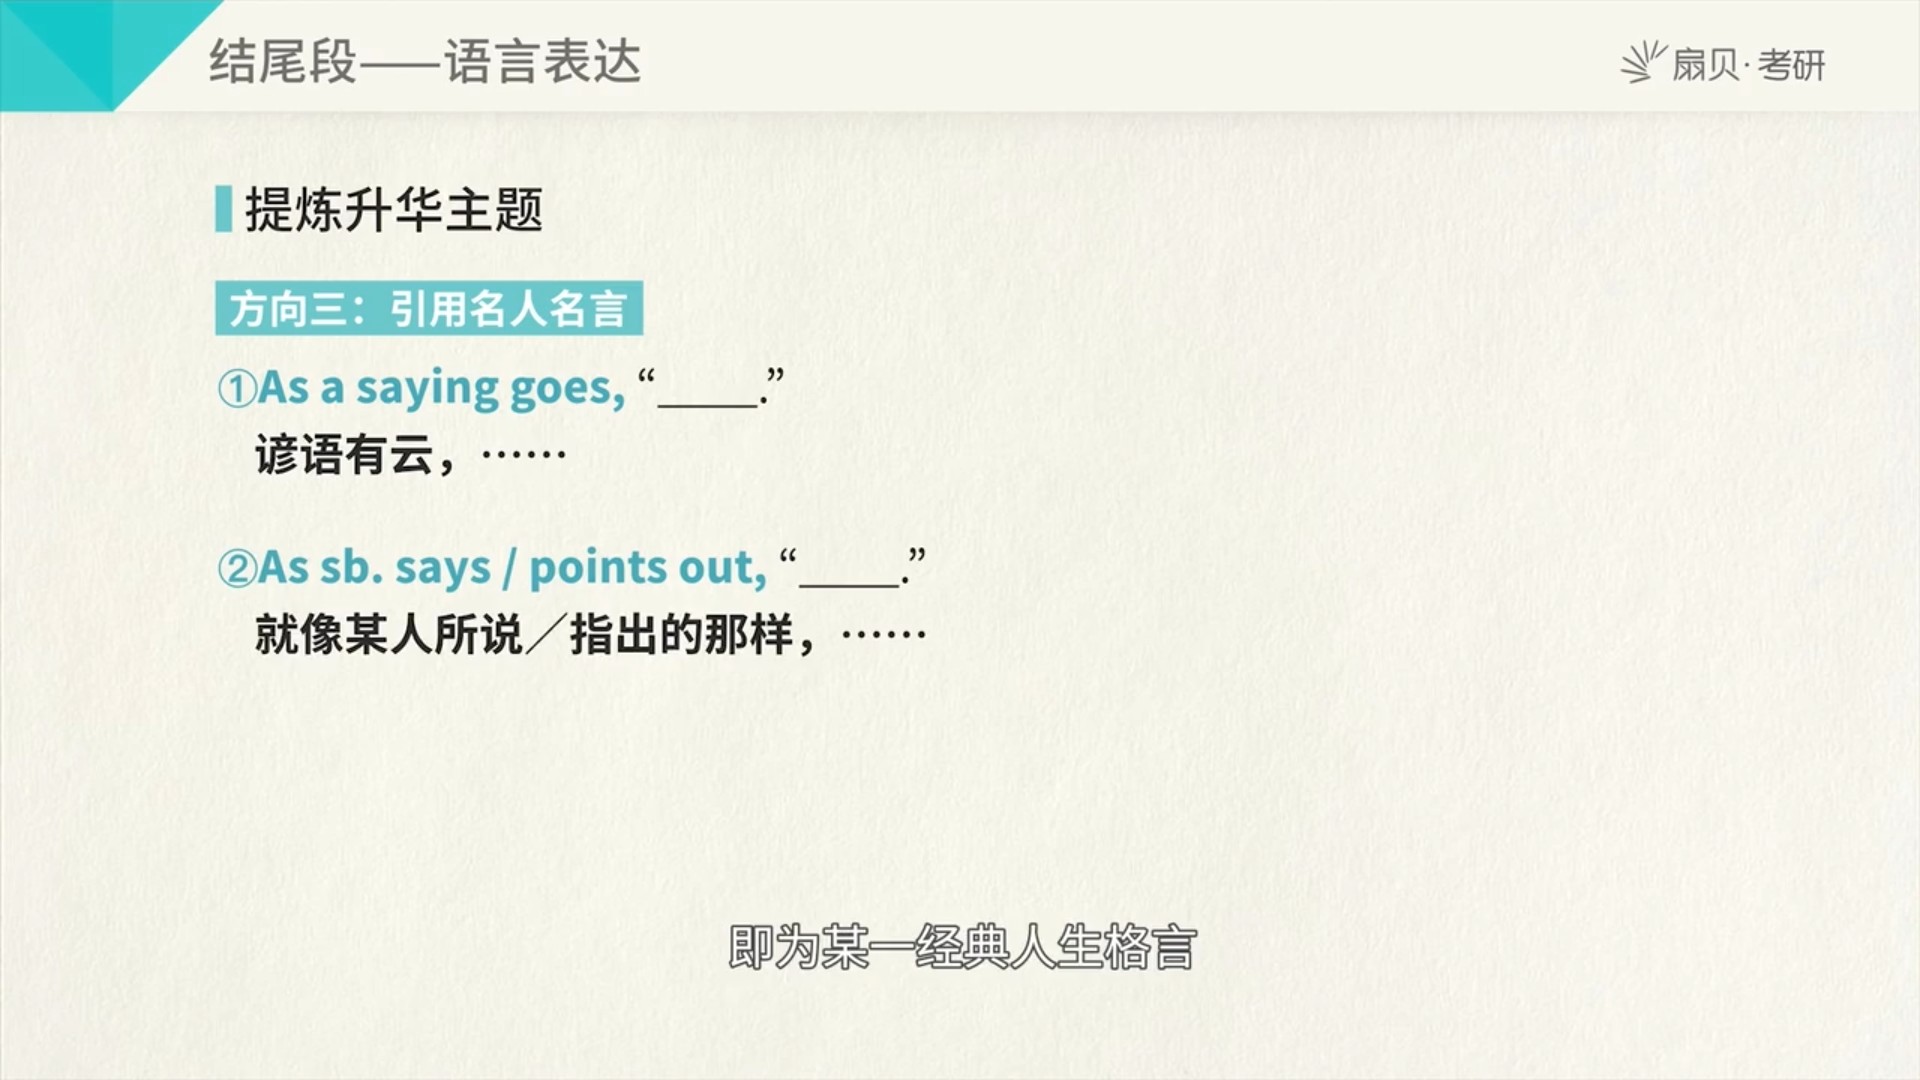 结尾段——语言表达
扇贝·考研
提炼升华主题
方向三：引用名人名言
①As a saying goes, “_____.”
谚语有云，……
②As sb. says / points out, “_____.”
就像某人所说／指出的那样，……
即为某一经典人生格言